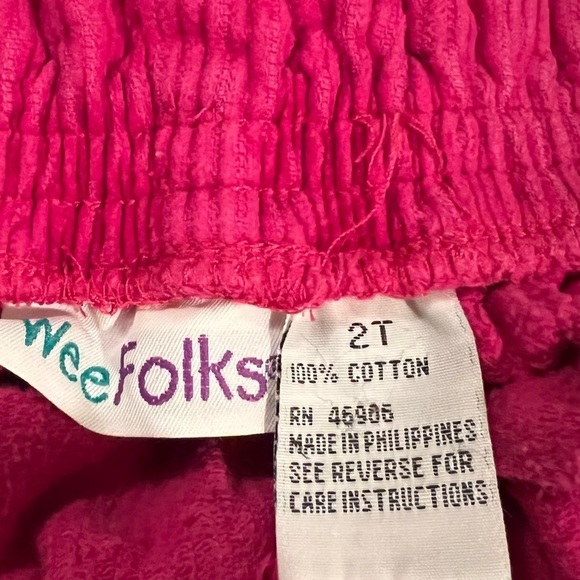 weefolks®
2T
100% COTTON
RN 46906
MADE IN PHILIPPINES
SEE REVERSE FOR
CARE INSTRUCTIONS